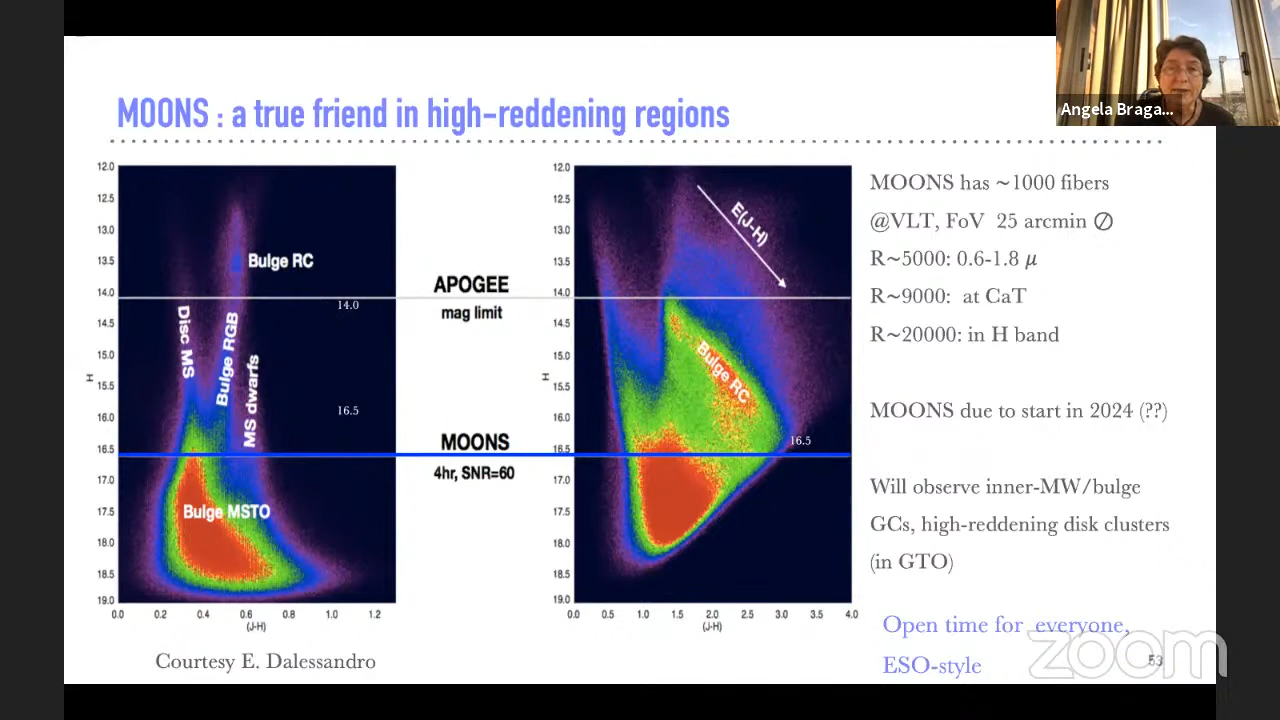 Angela Braga...
MOONS : a true friend in high-reddening regions
12.0
12.5
13.0
13.5
14.0
14.5
15.0
15.5
16.0
16.5
17.0
17.5
18.0
18.5
19.0
H
Bulge RC
14.0
Disc MS
Bulge RGB
MS dwarfs
16.5
Bulge MSTO
0.0 0.2 0.4 0.6 0.8 1.0 1.2
(J-H)
Courtesy E. Dalessandro
APOGEE
mag limit
MOONS
4hr, SNR=60
12.0
12.5
13.0
13.5
14.0
14.5
15.0
15.5
16.0
16.5
17.0
17.5
18.0
18.5
19.0
H
E(J-H)
Bulge RC
16.5
0.0 0.5 1.0 1.5 2.0 2.5 3.0 3.5 4.0
(J-H)
MOONS has ~1000 fibers
@VLT, FoV 25 arcmin ∅
R~5000: 0.6-1.8 μ
R~9000: at CaT
R~20000: in H band
MOONS due to start in 2024 (??)
Will observe inner-MW/bulge
GCs, high-reddening disk clusters
(in GTO)
Open time for everyone,
ESO-style
53
zoom